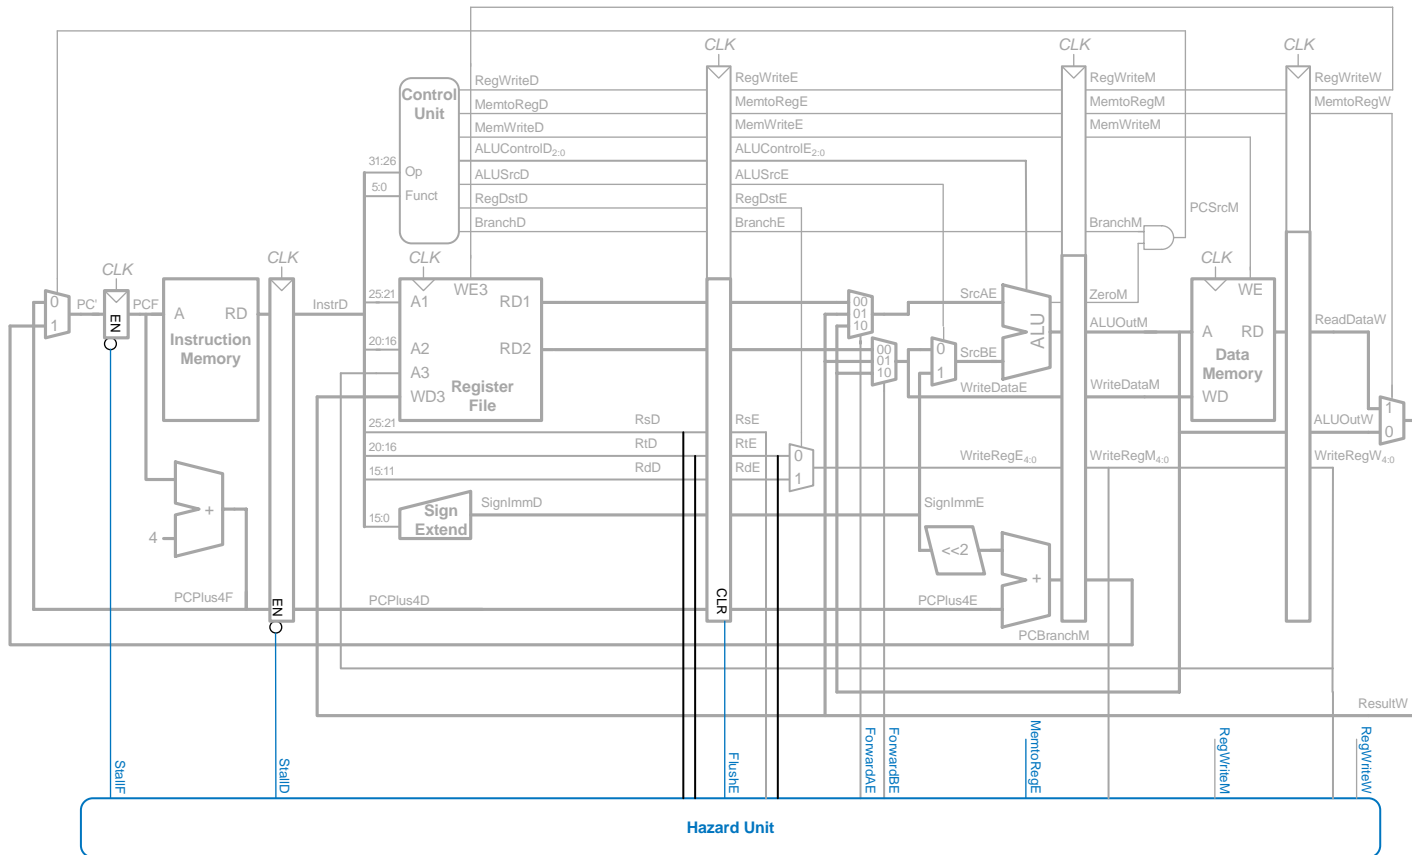 CLK
CLK
CLK
RegWriteD
RegWriteE
RegWriteM
RegWriteW
Control
Unit
MemtoRegD
MemtoRegE
MemtoRegM
MemtoRegW
MemWriteD
MemWriteE
MemWriteM
ALUControlD2:0
ALUControlE2:0
31:26
Op
ALUSrcD
ALUSrcE
5:0
Funct
RegDstD
RegDstE
PCSrcM
BranchD
BranchE
BranchM
CLK
CLK
CLK
CLK
0
1
PC'
EN
PCF
A
RD
Instruction
Memory
InstrD
25:21
A1
WE3
RD1
00
01
10
SrcAE
ALU
ZeroM
WE
20:16
A2
RD2
00
01
10
0
1
SrcBE
ALUOutM
A
RD
ReadDataW
A3
Register
File
WD3
WriteDataE
WriteDataM
Data
Memory
WD
1
0
25:21
RsD
RsE
ALUOutW
20:16
RtD
RtE
0
1
WriteRegE4:0
WriteRegM4:0
WriteRegW4:0
15:11
RdD
RdE
+
4
15:0
Sign
Extend
SignImmD
SignImmE
<<2
+
PCPlus4F
EN
PCPlus4D
CLR
PCPlus4E
PCBranchM
ResultW
StallF
StallD
FlushE
ForwardAE
ForwardBE
MemtoRegE
RegWriteM
RegWriteW
Hazard Unit